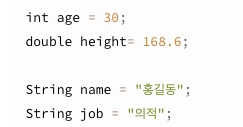 int age = 30;
double height= 168.6;
String name = "홍길동";
String job = "의적";